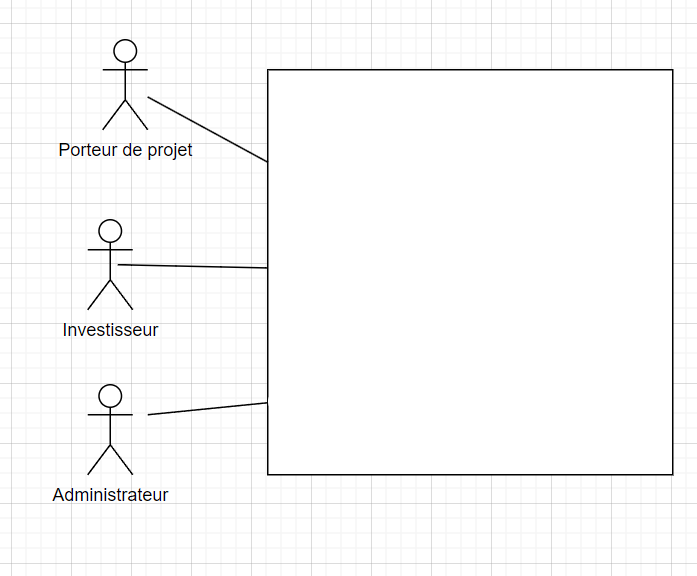 Porteur de projet
Investisseur
Administrateur